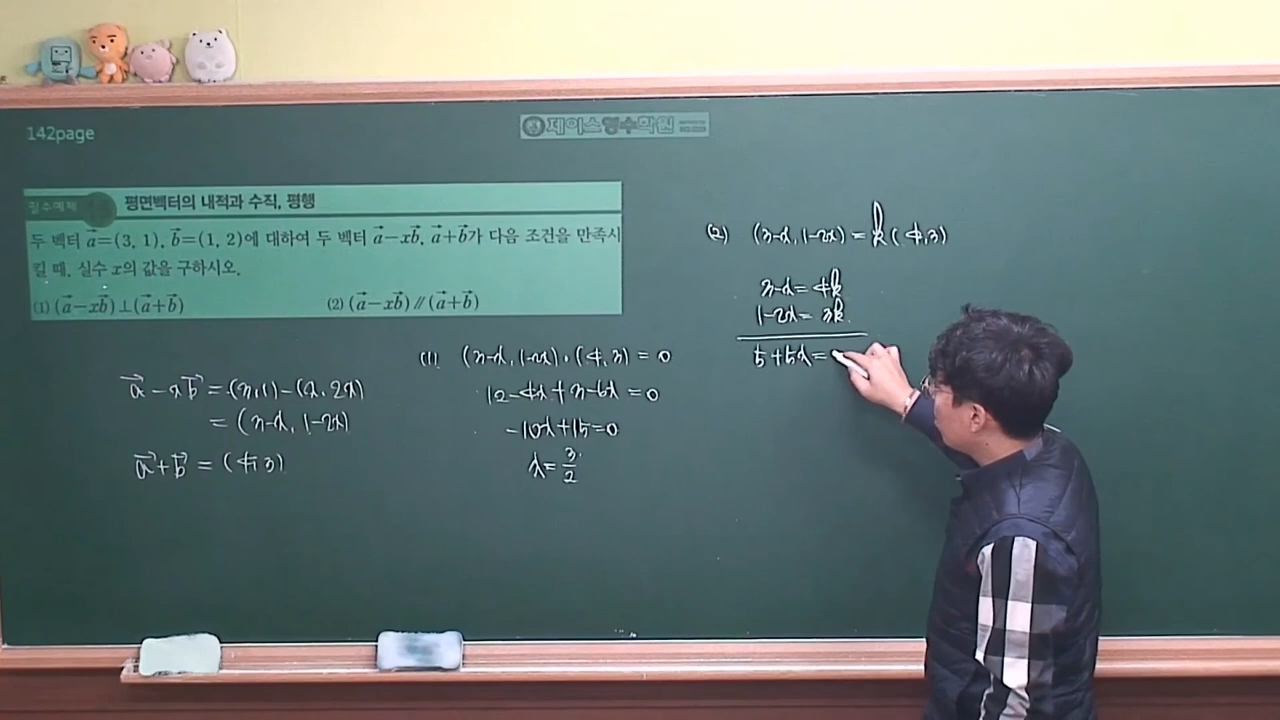 142page
제이스영수학원
필수예제
평면벡터의 내적과 수직, 평행
두 벡터 a⃗=(3, 1), b⃗=(1, 2)에 대하여 두 벡터 a⃗−xb⃗, a⃗+b⃗가 다음 조건을 만족시
킬 때, 실수 x의 값을 구하시오.
(1) (a⃗−xb⃗)⊥(a⃗+b⃗)
(2) (a⃗−xb⃗)∥(a⃗+b⃗)
a⃗−xb⃗ = (3,1)−(x, 2x)
= (3−x, 1−2x)
a⃗+b⃗ = (4, 3)
(1) (3−x, 1−2x)·(4, 3) = 0
12−4x+3−6x = 0
−10x+15=0
x = 3/2
(2) (3−x, 1−2x) = k(4, 3)
3−x = 4k
1−2x = 3k
5+5x =